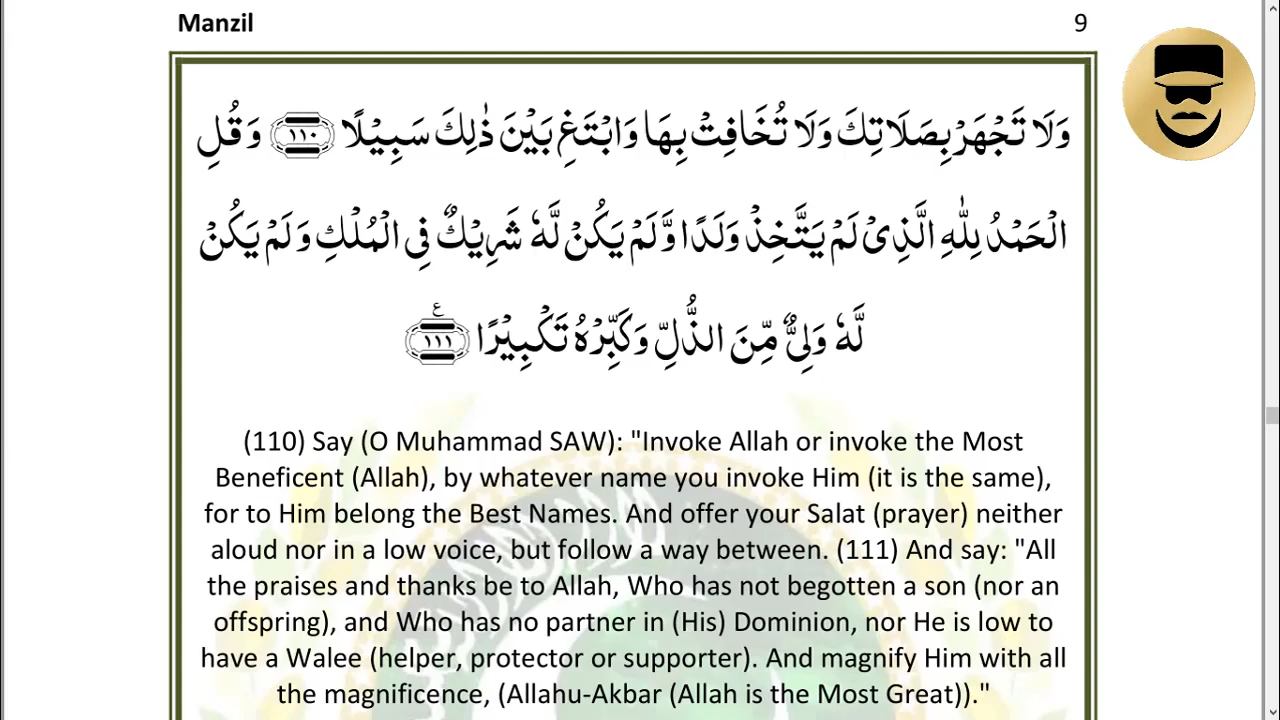 Manzil 9
وَلَا تَجْهَرْ بِصَلَاتِكَ وَلَا تُخَافِتْ بِهَا وَابْتَغِ بَيْنَ ذٰلِكَ سَبِيْلًا ﴿۱۱۰﴾ وَقُلِ
الْحَمْدُ لِلّٰهِ الَّذِیْ لَمْ يَتَّخِذْ وَلَدًا وَّلَمْ يَكُنْ لَّهٗ شَرِيْكٌ فِی الْمُلْكِ وَلَمْ يَكُنْ
لَّهٗ وَلِیٌّ مِّنَ الذُّلِّ وَكَبِّرْهُ تَكْبِيْرًا ﴿۱۱۱﴾ ع
(110) Say (O Muhammad SAW): "Invoke Allah or invoke the Most
Beneficent (Allah), by whatever name you invoke Him (it is the same),
for to Him belong the Best Names. And offer your Salat (prayer) neither
aloud nor in a low voice, but follow a way between. (111) And say: "All
the praises and thanks be to Allah, Who has not begotten a son (nor an
offspring), and Who has no partner in (His) Dominion, nor He is low to
have a Walee (helper, protector or supporter). And magnify Him with all
the magnificence, (Allahu-Akbar (Allah is the Most Great))."